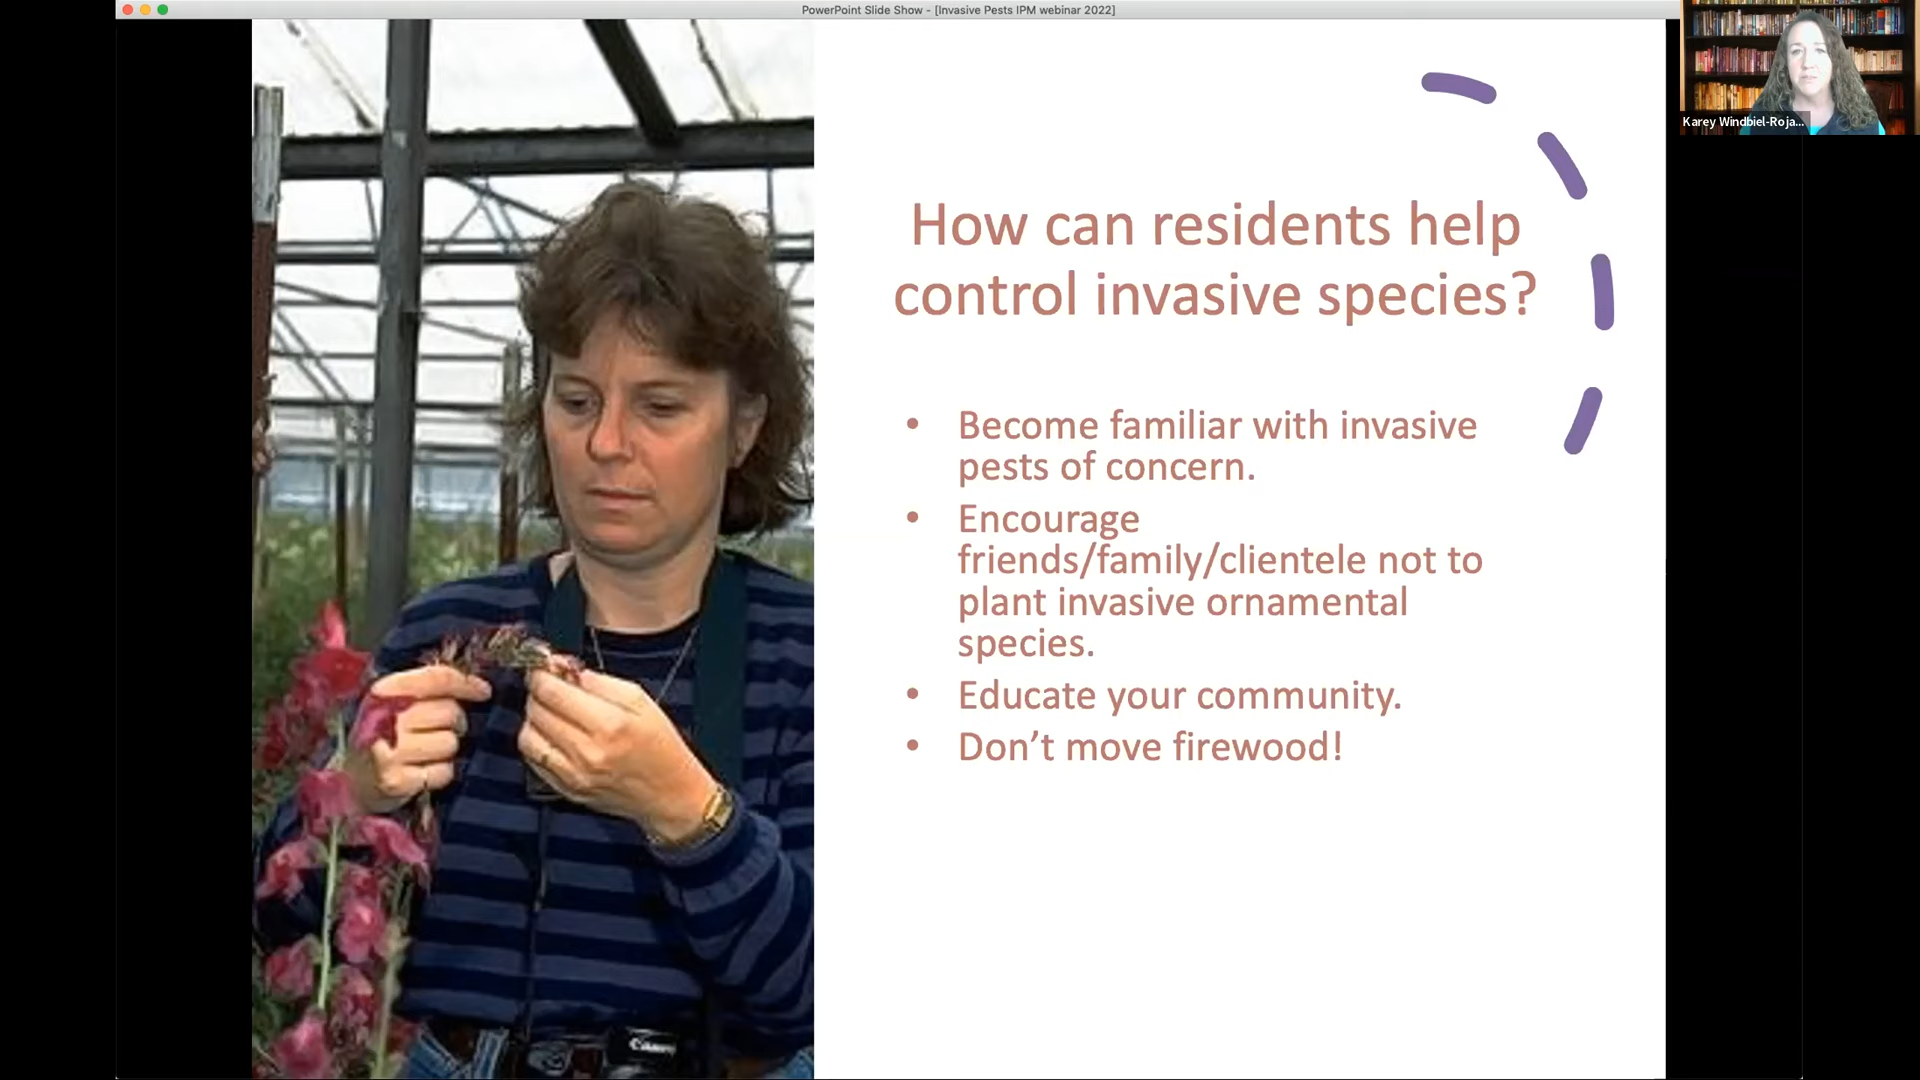 PowerPoint Slide Show - [Invasive Pests IPM webinar 2022]
Karey Windbiel-Roja...
How can residents help
control invasive species?
• Become familiar with invasive
pests of concern.
• Encourage
friends/family/clientele not to
plant invasive ornamental
species.
• Educate your community.
• Don’t move firewood!
Canon